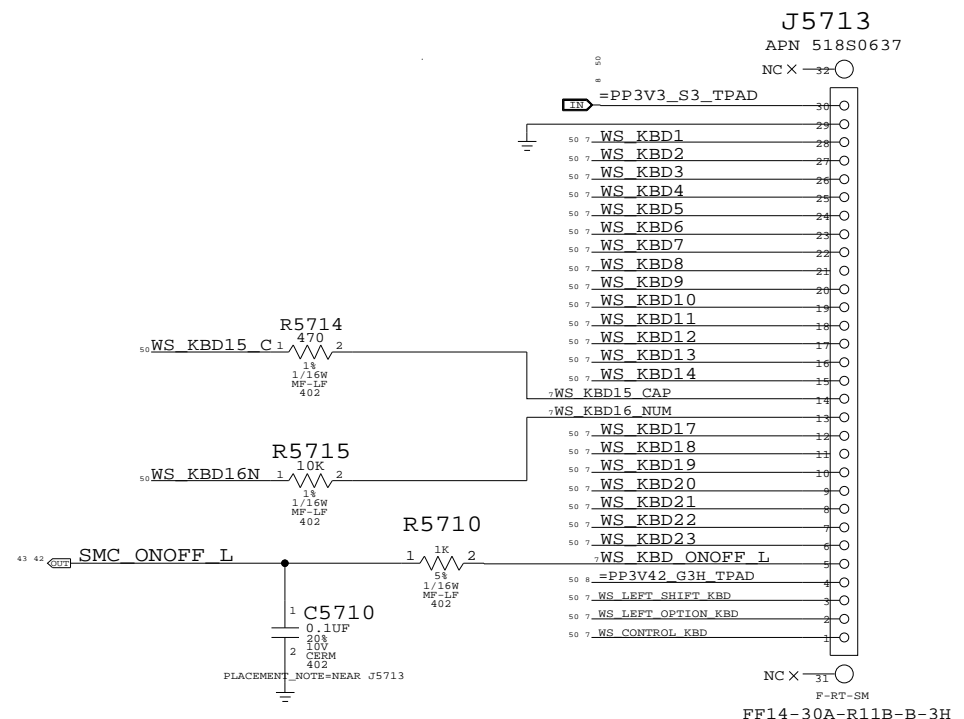 J5713
APN 518S0637
50
8
NC 32
IN =PP3V3_S3_TPAD 30
29
50 7 WS_KBD1 28
50 7 WS_KBD2 27
50 7 WS_KBD3 26
50 7 WS_KBD4 25
50 7 WS_KBD5 24
50 7 WS_KBD6 23
50 7 WS_KBD7 22
50 7 WS_KBD8 21
50 7 WS_KBD9 20
50 7 WS_KBD10 19
50 7 WS_KBD11 18
50 7 WS_KBD12 17
50 7 WS_KBD13 16
50 7 WS_KBD14 15
7 WS_KBD15_CAP 14
7 WS_KBD16_NUM 13
50 7 WS_KBD17 12
50 7 WS_KBD18 11
50 7 WS_KBD19 10
50 7 WS_KBD20 9
50 7 WS_KBD21 8
50 7 WS_KBD22 7
50 7 WS_KBD23 6
7 WS_KBD_ONOFF_L 5
50 8 =PP3V42_G3H_TPAD 4
50 7 WS_LEFT_SHIFT_KBD 3
50 7 WS_LEFT_OPTION_KBD 2
50 7 WS_CONTROL_KBD 1
NC 31
F-RT-SM
FF14-30A-R11B-B-3H
R5714
470
50 WS_KBD15_C 1 2
1%
1/16W
MF-LF
402
R5715
10K
50 WS_KBD16N 1 2
1%
1/16W
MF-LF
402
R5710
1K
43 42 OUT SMC_ONOFF_L 1 2
5%
1/16W
MF-LF
402
1 C5710
0.1UF
20%
10V
2 CERM
402
PLACEMENT_NOTE=NEAR J5713